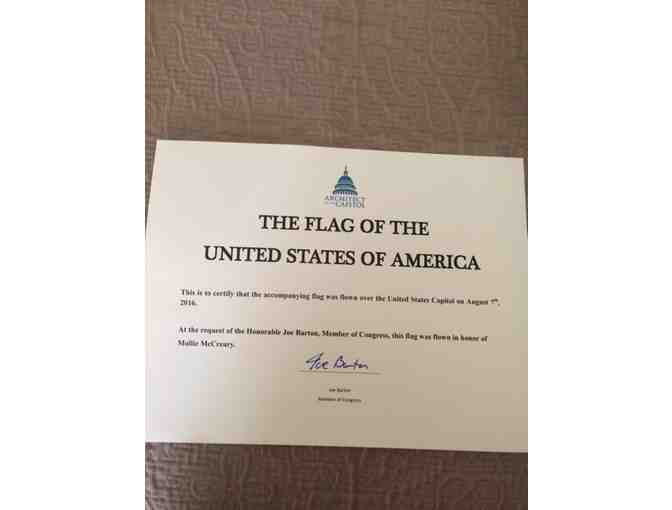 ARCHITECT
OF THE CAPITOL
THE FLAG OF THE
UNITED STATES OF AMERICA
This is to certify that the accompanying flag was flown over the United States Capitol on August 7th,
2016.
At the request of the Honorable Joe Barton, Member of Congress, this flag was flown in honor of
Mollie McCreary.
Joe Barton
Joe Barton
Member of Congress